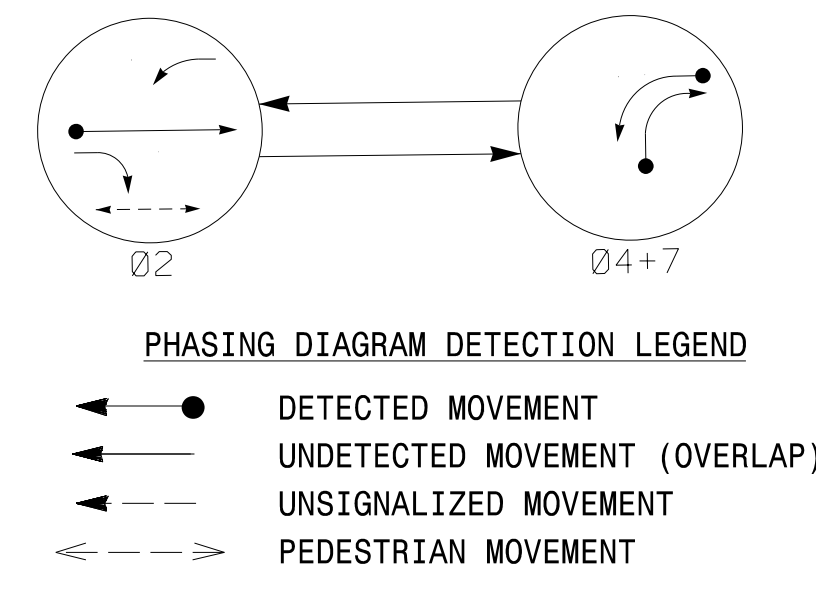 Ø2
Ø4+7
PHASING DIAGRAM DETECTION LEGEND
DETECTED MOVEMENT
UNDETECTED MOVEMENT (OVERLAP)
UNSIGNALIZED MOVEMENT
PEDESTRIAN MOVEMENT